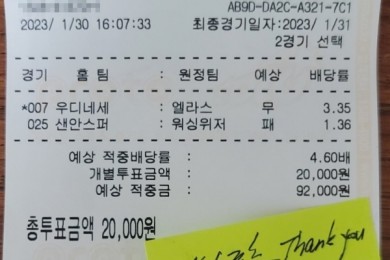 AB9D-DA2C-A321-7C1
2023/ 1/30 16:07:33 최종경기일자:2023/ 1/31
2경기 선택
경기 홈 팀 : 원정팀 예상 배당률
*007 우디네세 : 엘라스 무 3.35
025 샌안스퍼 : 워싱위저 패 1.36
예상 적중배당률 : 4.60배
개별투표금액 : 20,000원
예상 적중금 : 92,000원
총투표금액 20,000원
Thank you